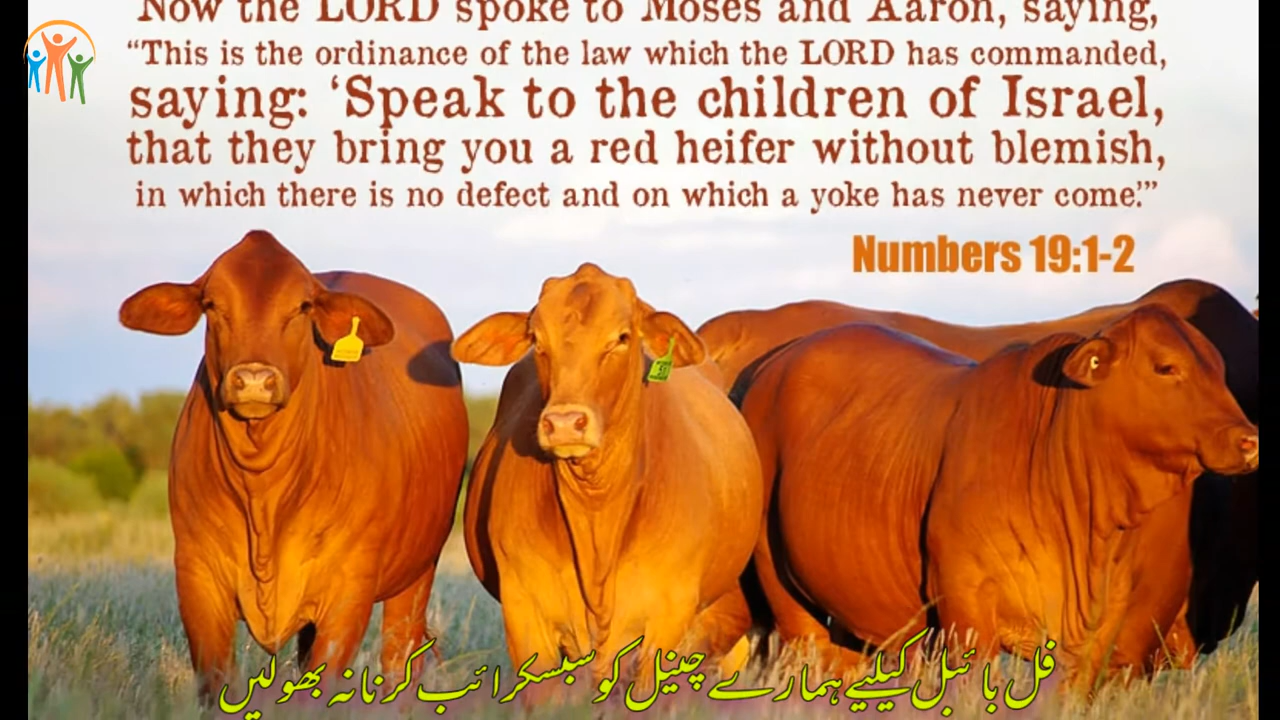 Now the LORD spoke to Moses and Aaron, saying,
“This is the ordinance of the law which the LORD has commanded,
saying: ‘Speak to the children of Israel,
that they bring you a red heifer without blemish,
in which there is no defect and on which a yoke has never come.’”
Numbers 19:1-2
فل بائبل کیلیے ہمارے چینل کو سبسکرائب کرنا نہ بھولیں